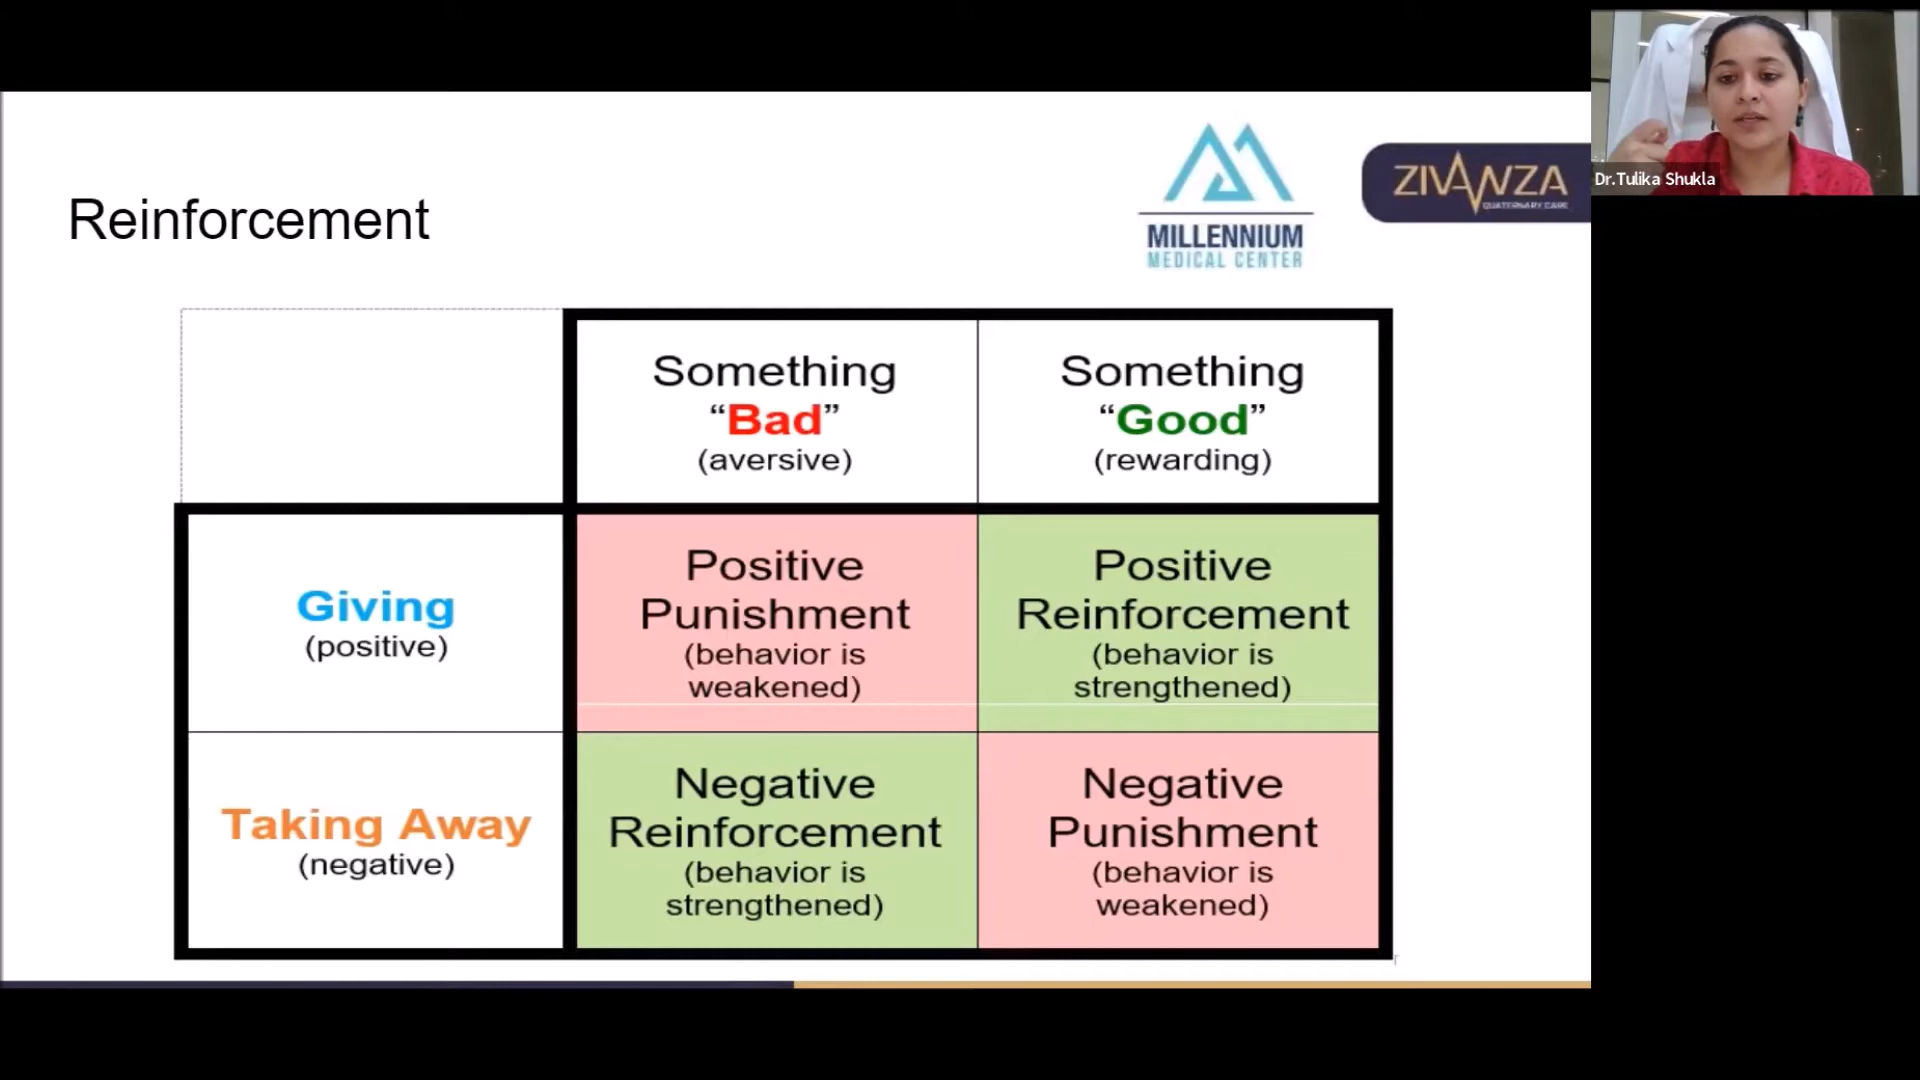 Reinforcement
MILLENNIUM
MEDICAL CENTER
ZIVANZA
QUATERNARY CARE
Dr.Tulika Shukla
Something
“Bad”
(aversive)
Something
“Good”
(rewarding)
Giving
(positive)
Positive
Punishment
(behavior is
weakened)
Positive
Reinforcement
(behavior is
strengthened)
Taking Away
(negative)
Negative
Reinforcement
(behavior is
strengthened)
Negative
Punishment
(behavior is
weakened)